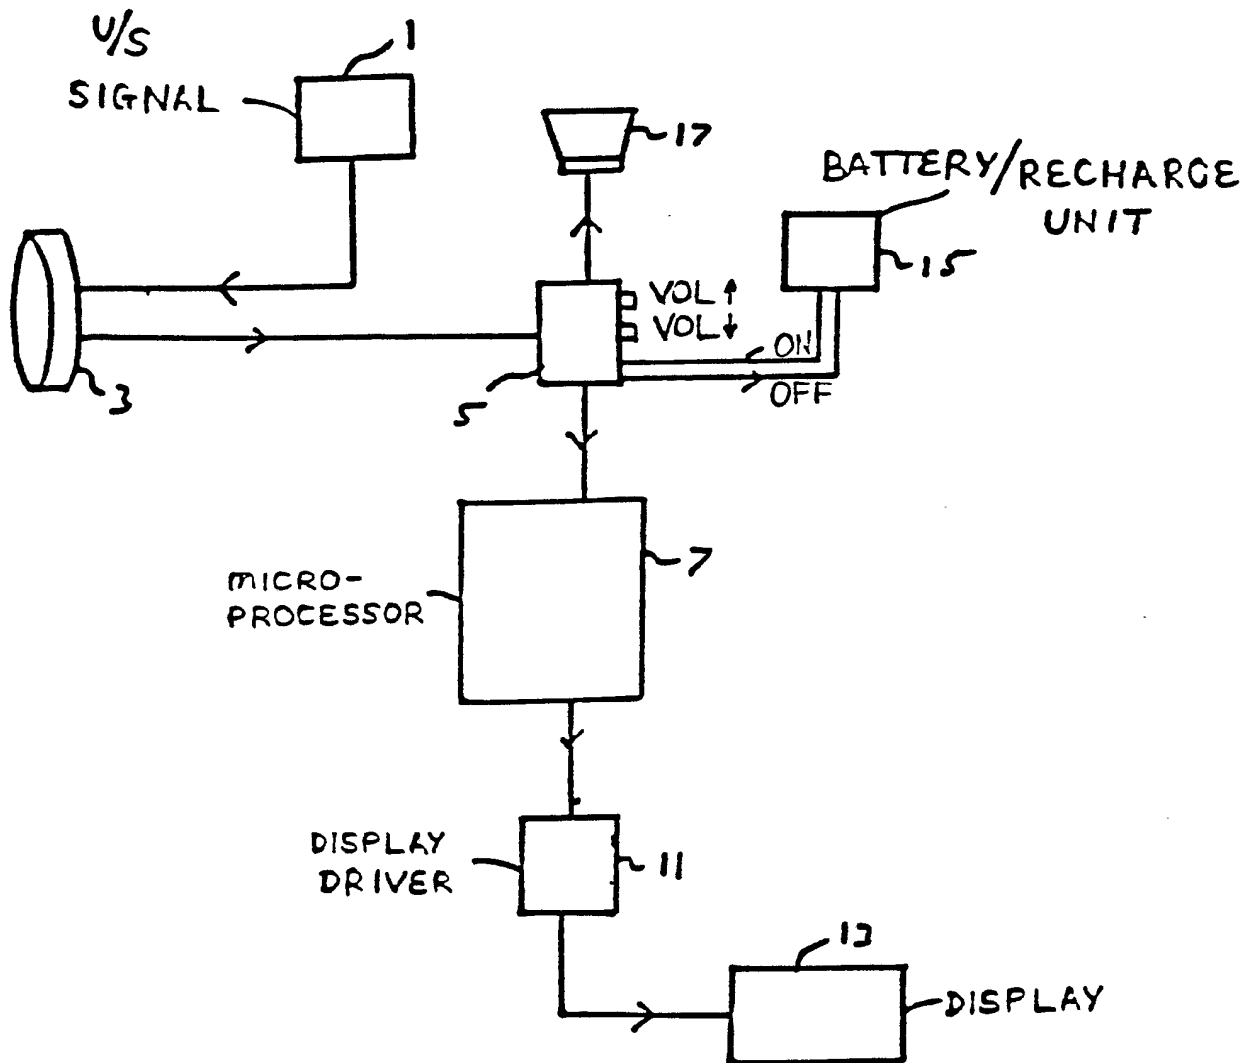 U/S
SIGNAL
1
17
BATTERY/RECHARGE
UNIT
15
VOL ↑
VOL ↓
ON
OFF
3
5
7
MICRO-
PROCESSOR
DISPLAY
DRIVER
11
13
DISPLAY